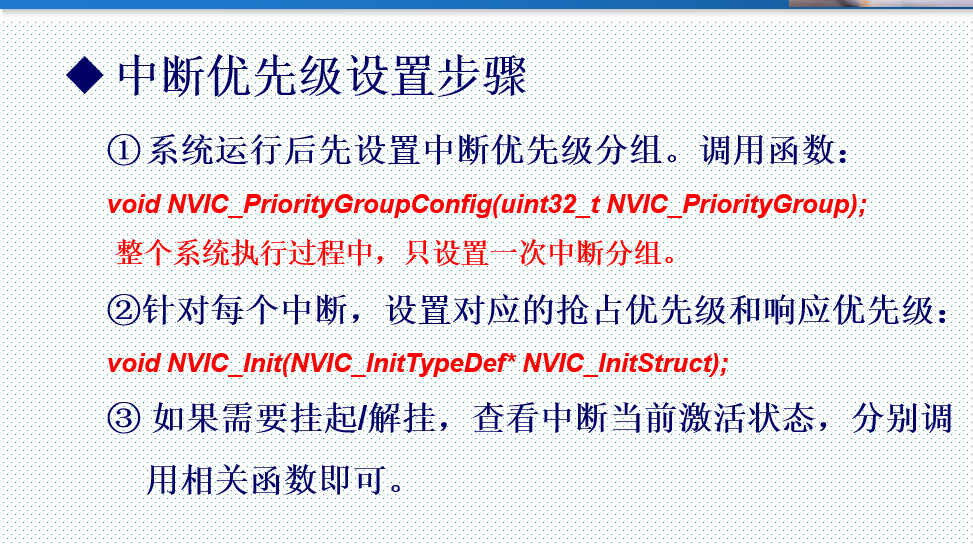 ◆ 中断优先级设置步骤
①系统运行后先设置中断优先级分组。调用函数：
void NVIC_PriorityGroupConfig(uint32_t NVIC_PriorityGroup);
整个系统执行过程中，只设置一次中断分组。
②针对每个中断，设置对应的抢占优先级和响应优先级：
void NVIC_Init(NVIC_InitTypeDef* NVIC_InitStruct);
③ 如果需要挂起/解挂，查看中断当前激活状态，分别调
用相关函数即可。